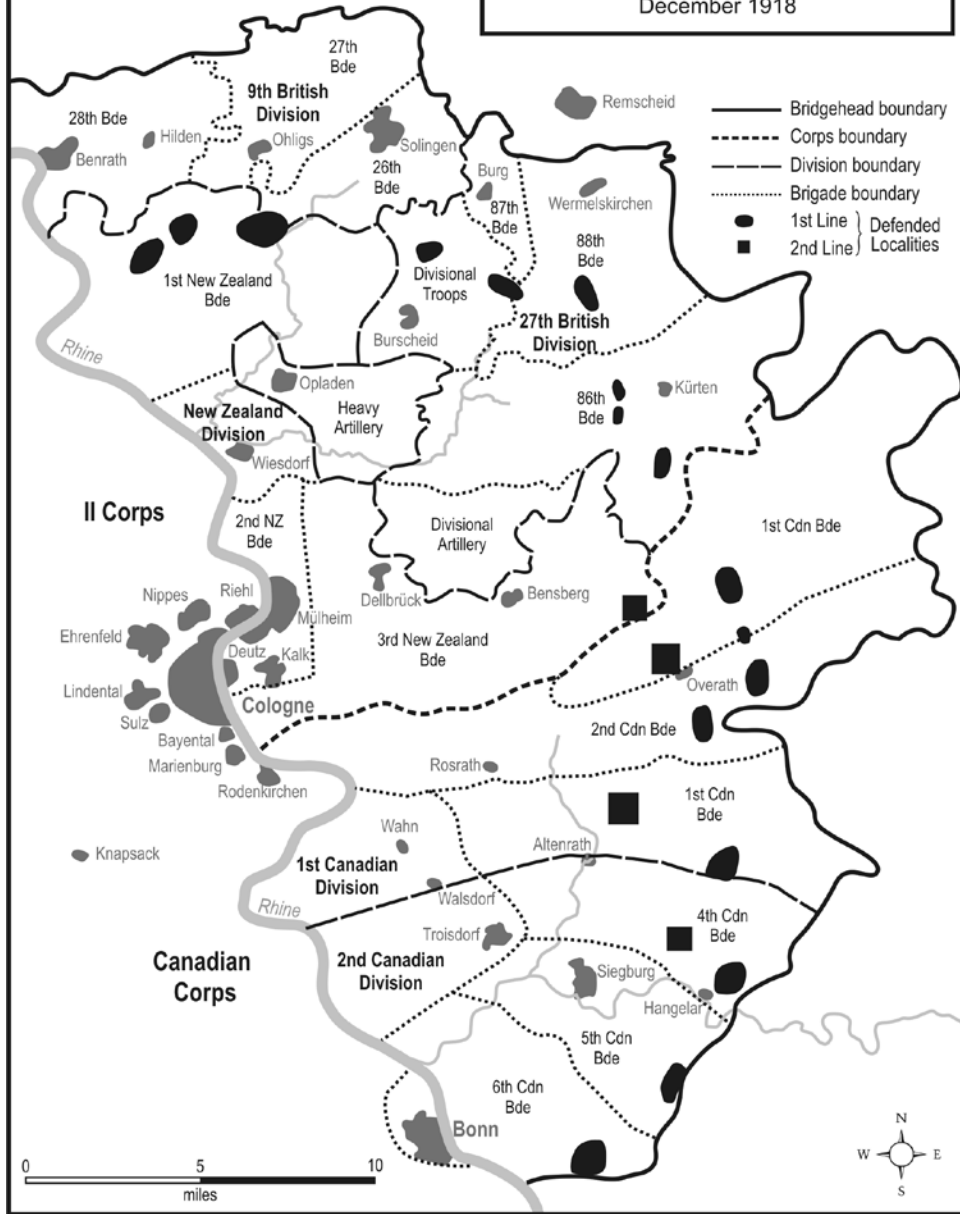 December 1918
27th
Bde
9th British
Division
28th Bde
Hilden
Ohligs
Benrath
Solingen
26th
Bde
Remscheid
Bridgehead boundary
Corps boundary
Division boundary
Brigade boundary
1st Line
2nd Line
Defended
Localities
Burg
87th
Bde
Wermelskirchen
88th
Bde
1st New Zealand
Bde
Divisional
Troops
Burscheid
27th British
Division
Rhine
Opladen
Heavy
Artillery
86th
Bde
Kürten
New Zealand
Division
Wiesdorf
II Corps
2nd NZ
Bde
Divisional
Artillery
1st Cdn Bde
Nippes
Riehl
Mülheim
Dellbrück
Bensberg
Ehrenfeld
Deutz
Kalk
3rd New Zealand
Bde
Lindental
Sulz
Cologne
Overath
Bayental
Marienburg
Rodenkirchen
2nd Cdn Bde
Rosrath
1st Cdn
Bde
Knapsack
Wahn
Altenrath
1st Canadian
Division
Walsdorf
Rhine
4th Cdn
Bde
Troisdorf
2nd Canadian
Division
Canadian
Corps
Siegburg
Hangelar
5th Cdn
Bde
6th Cdn
Bde
Bonn
N
W
E
S
0
5
10
miles